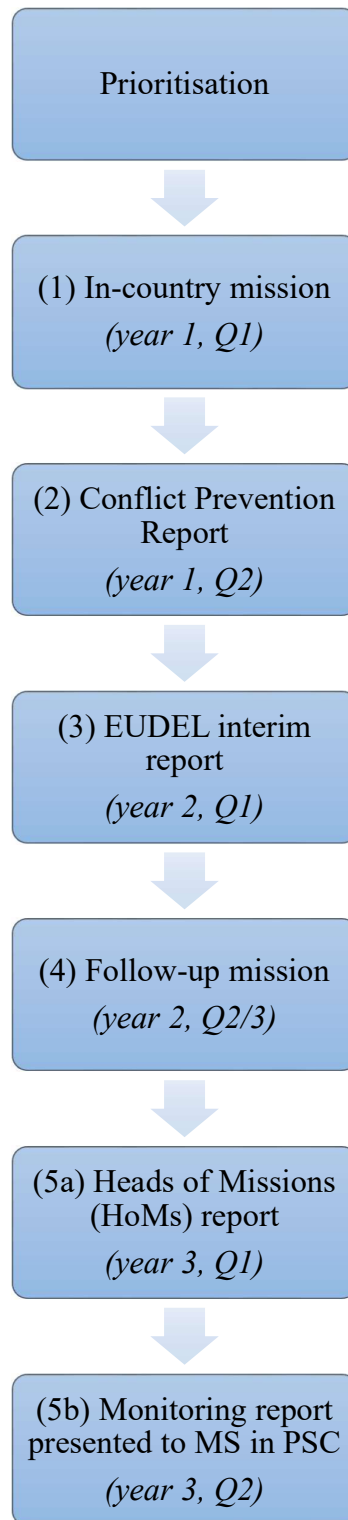 Prioritisation
(1) In-country mission
(year 1, Q1)
(2) Conflict Prevention
Report
(year 1, Q2)
(3) EUDEL interim
report
(year 2, Q1)
(4) Follow-up mission
(year 2, Q2/3)
(5a) Heads of Missions
(HoMs) report
(year 3, Q1)
(5b) Monitoring report
presented to MS in PSC
(year 3, Q2)